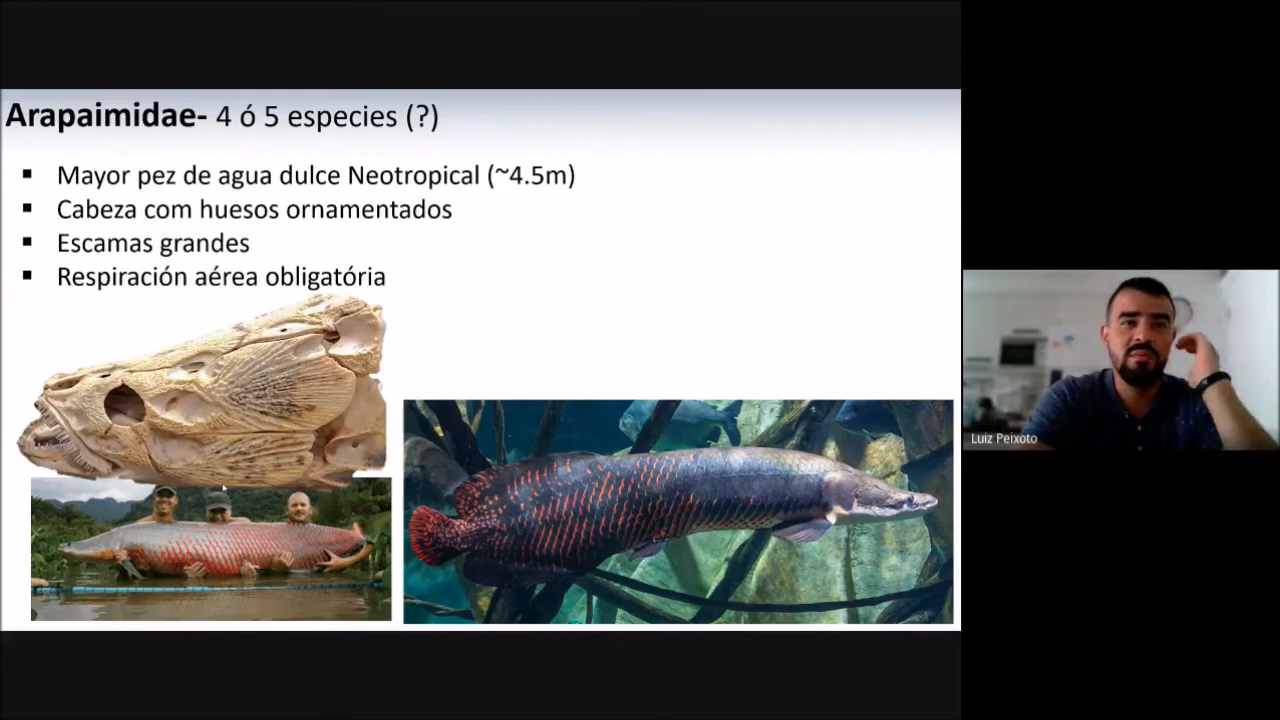 Arapaimidae- 4 ó 5 especies (?)
▪ Mayor pez de agua dulce Neotropical (~4.5m)
▪ Cabeza com huesos ornamentados
▪ Escamas grandes
▪ Respiración aérea obligatória
Luiz Peixoto